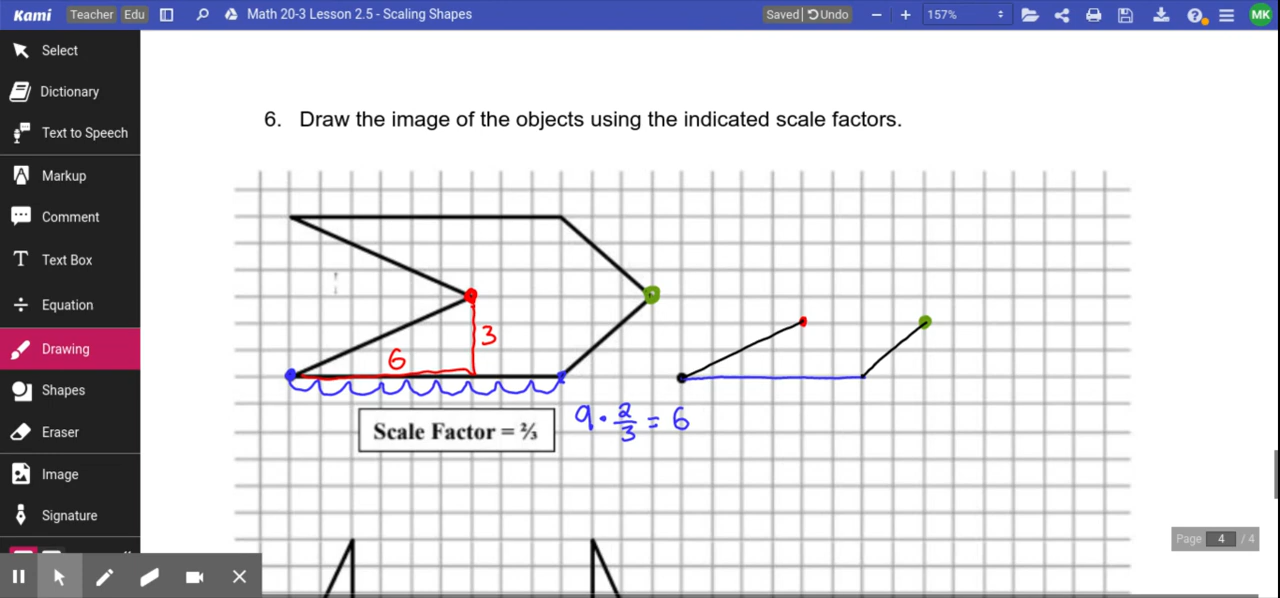 Kami Teacher Edu Math 20-3 Lesson 2.5 - Scaling Shapes Saved Undo − + 157% MK
Select
Dictionary
Text to Speech
Markup
Comment
Text Box
Equation
Drawing
Shapes
Eraser
Image
Signature
6. Draw the image of the objects using the indicated scale factors.
3
6
Scale Factor = ⅔
9 · 2/3 = 6
Page 4 / 4